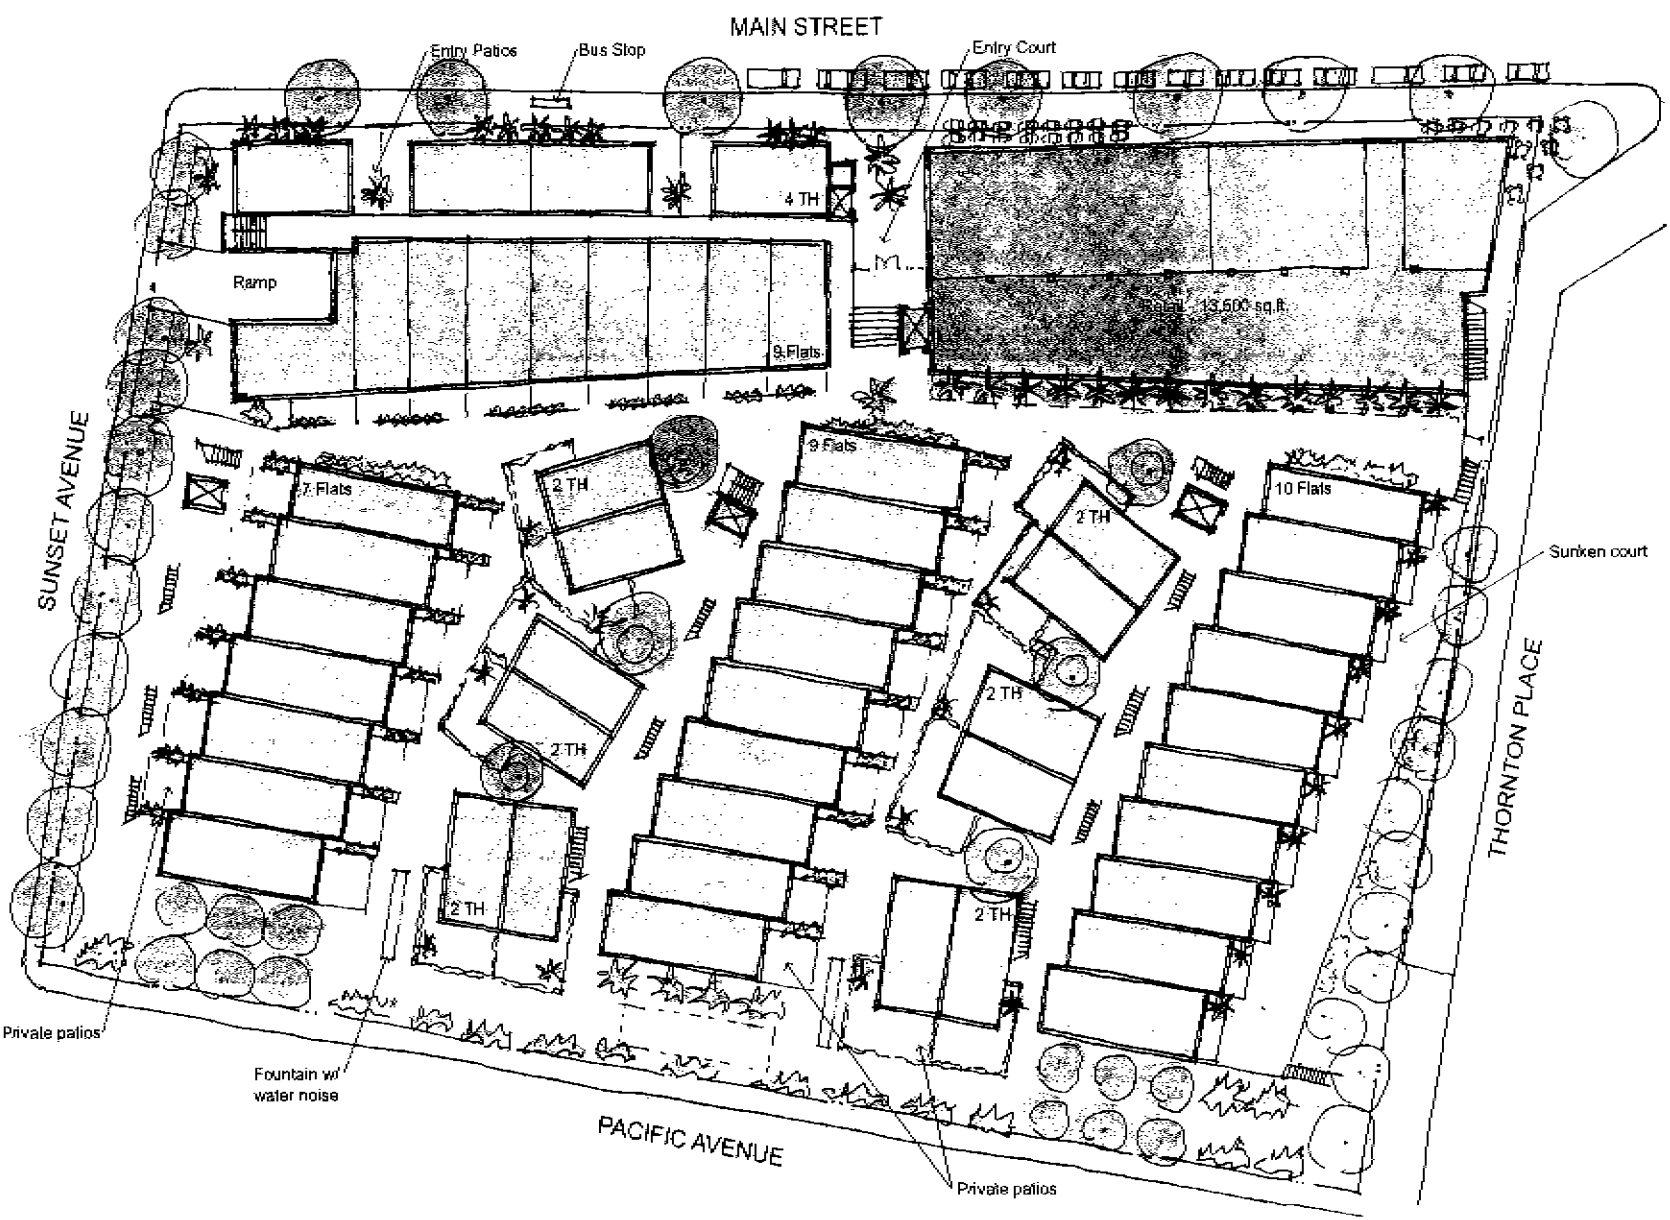 MAIN STREET
Entry Patios
Bus Stop
Entry Court
4 TH
Ramp
Retail 13,500 sq.ft.
9 Flats
SUNSET AVENUE
7 Flats
2 TH
9 Flats
2 TH
10 Flats
Sunken court
2 TH
2 TH
THORNTON PLACE
2 TH
2 TH
Private patios
Fountain w/
water noise
PACIFIC AVENUE
Private patios